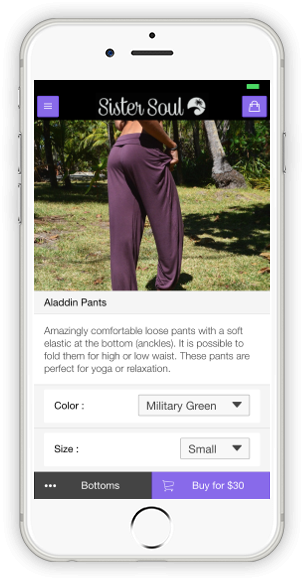 Sister Soul
Aladdin Pants
Amazingly comfortable loose pants with a soft
elastic at the bottom (anckles). It is possible to
fold them for high or low waist. These pants are
perfect for yoga or relaxation.
Color : Military Green
Size : Small
••• Bottoms Buy for $30